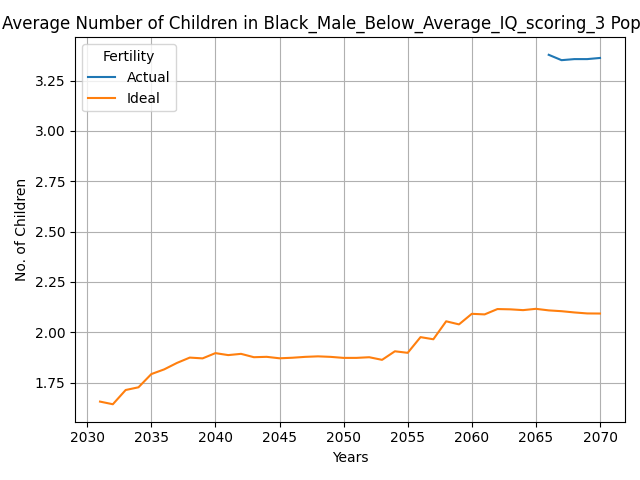 Average Number of Children in Black_Male_Below_Average_IQ_scoring_3 Pop
Fertility
Actual
Ideal
3.25
3.00
2.75
2.50
2.25
2.00
1.75
No. of Children
2030 2035 2040 2045 2050 2055 2060 2065 2070
Years